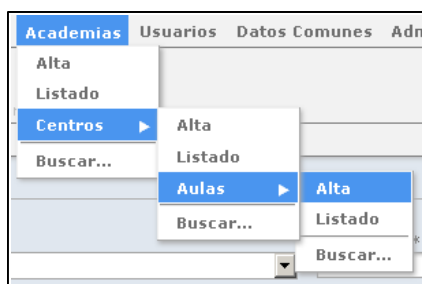 Academias Usuarios Datos Comunes Adm
Alta
Listado
Centros
Buscar...
Alta
Listado
Aulas
Buscar...
Alta
Listado
Buscar...
*